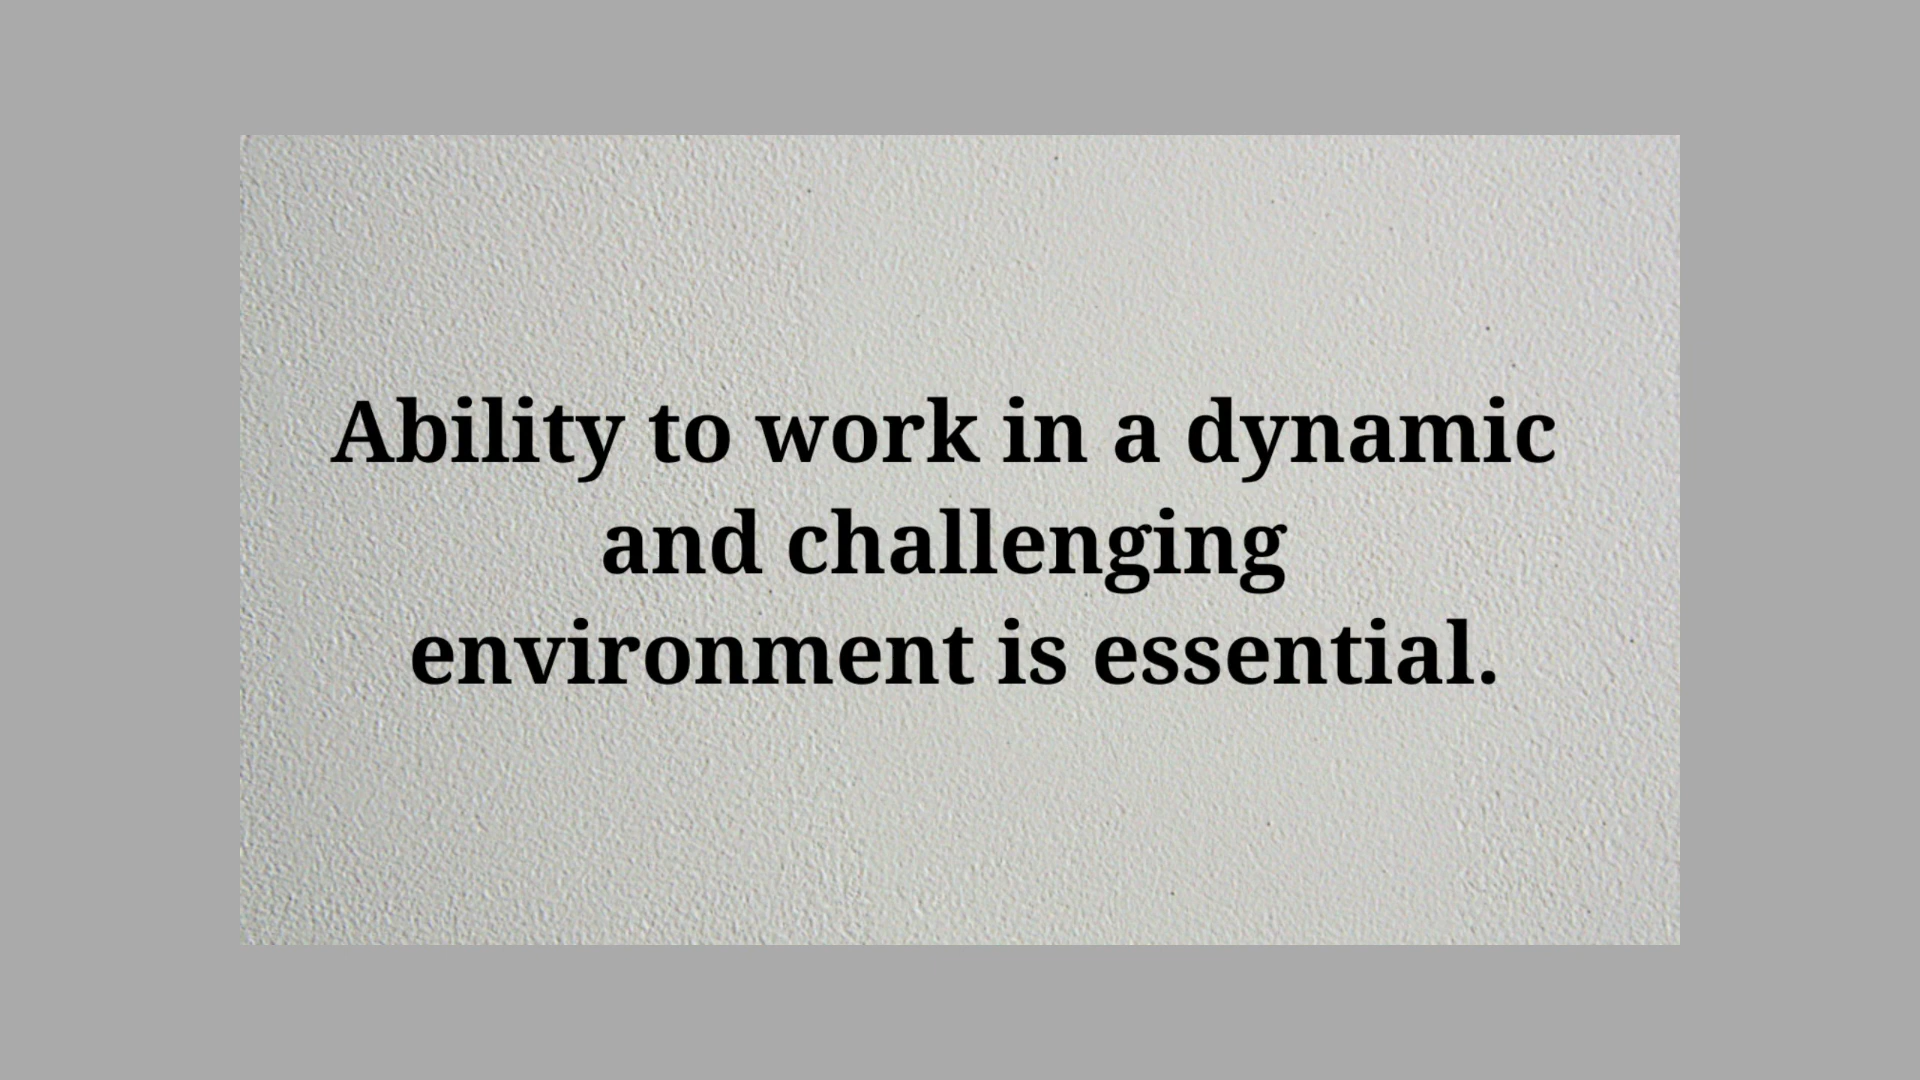 Ability to work in a dynamic
and challenging
environment is essential.